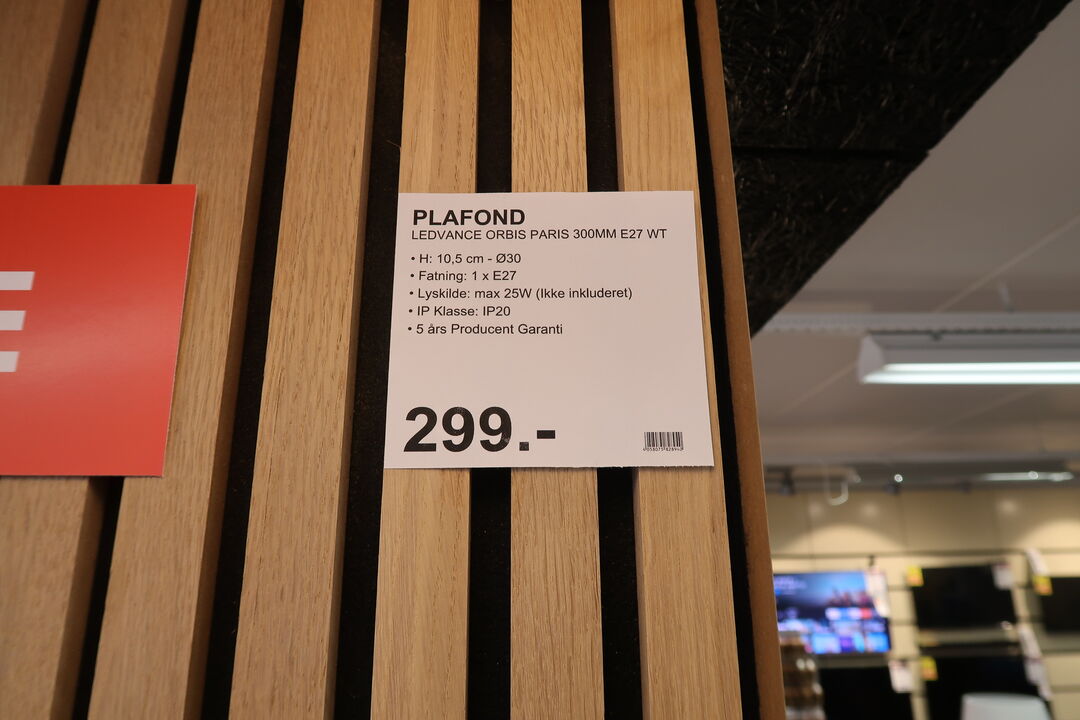 E
PLAFOND
LEDVANCE ORBIS PARIS 300MM E27 WT
• H: 10,5 cm - Ø30
• Fatning: 1 x E27
• Lyskilde: max 25W (Ikke inkluderet)
• IP Klasse: IP20
• 5 års Producent Garanti
299.-